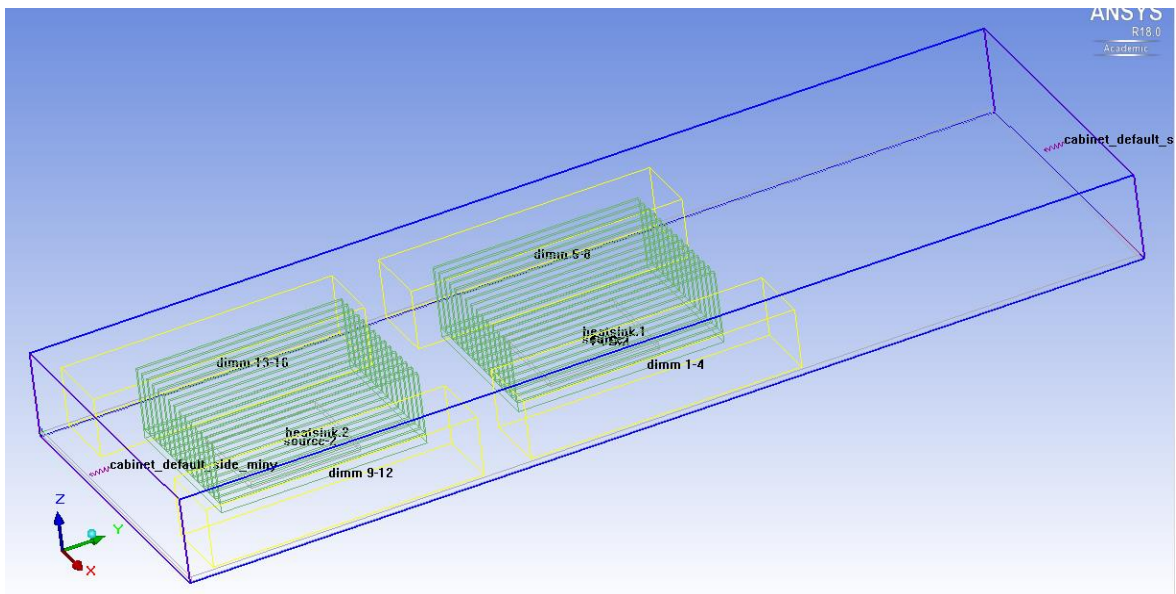 ANSYS
R18.0
Academic
cabinet_default_s
dimm 5-8
heatsink.1
dimm 1-4
dimm 13-16
heatsink.2
source-2
cabinet_default_side_miny
dimm 9-12
Z
Y
X